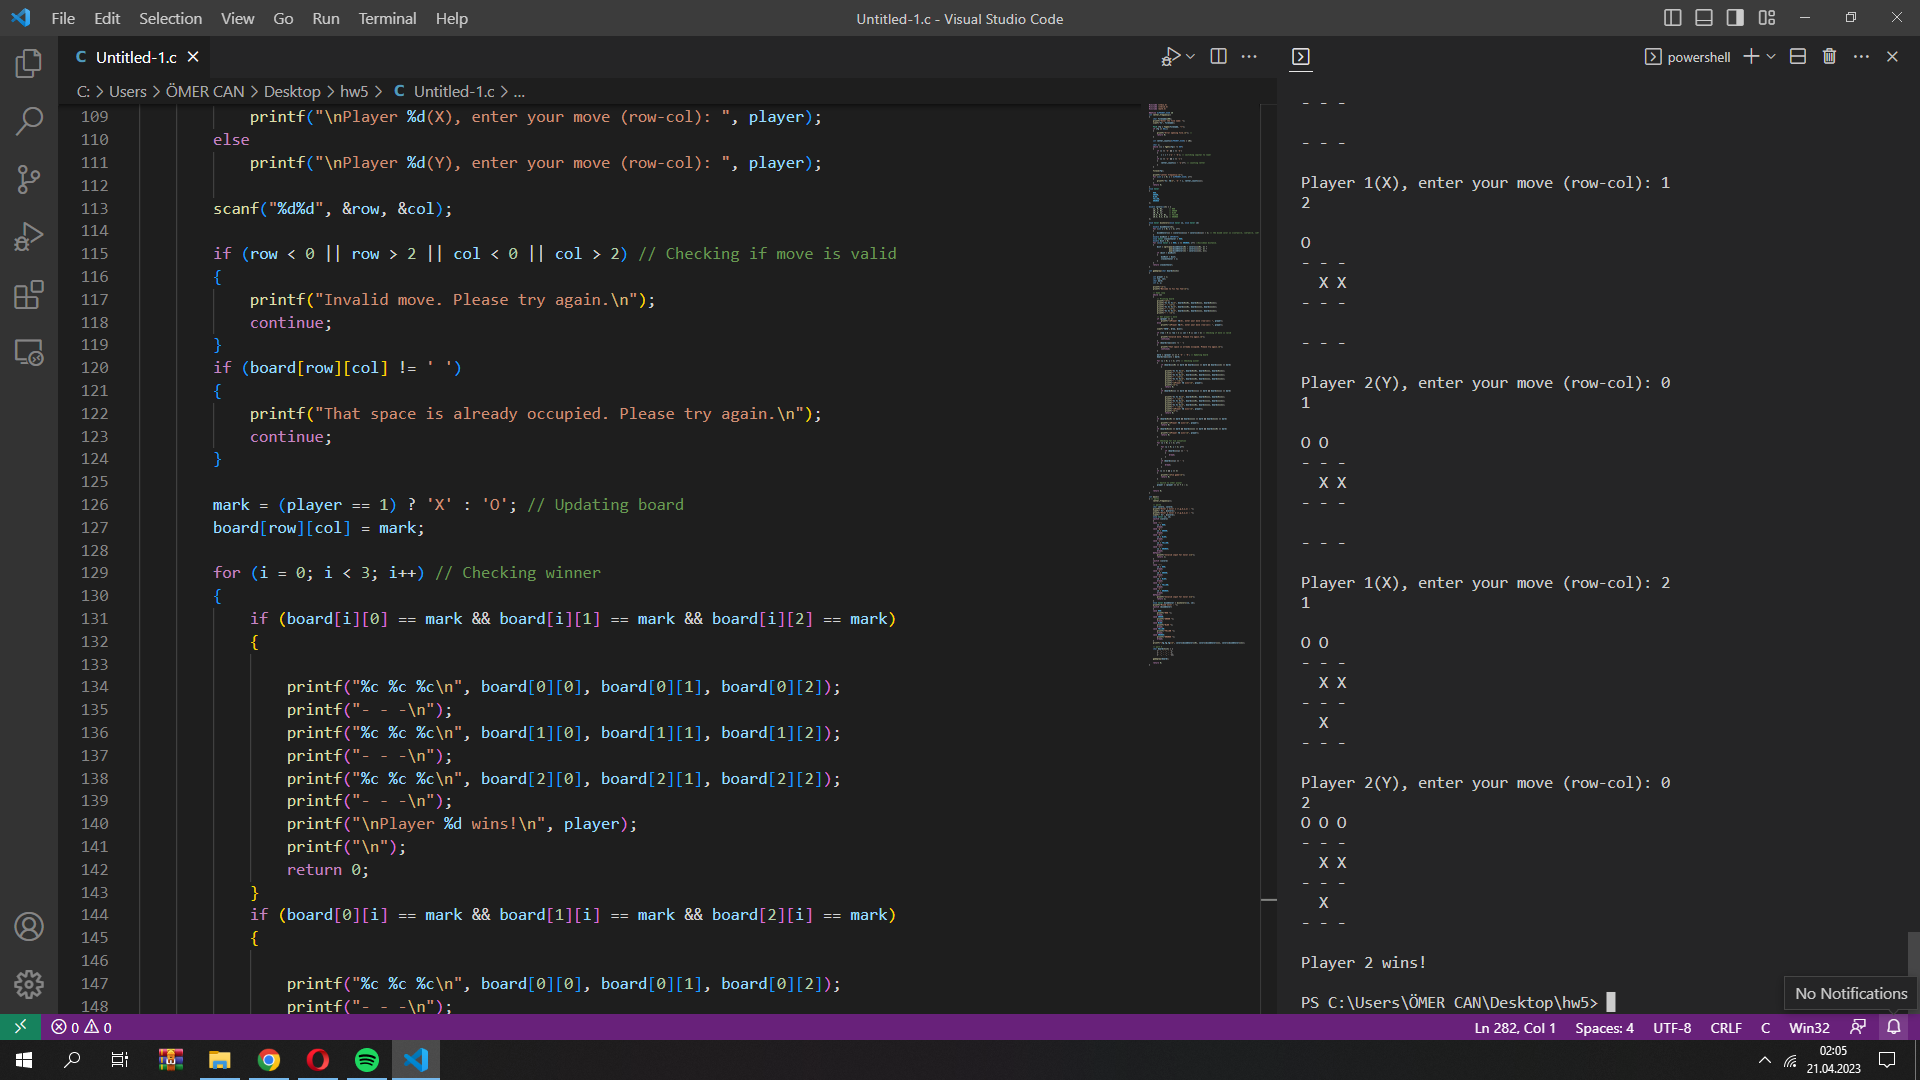 File Edit Selection View Go Run Terminal Help
Untitled-1.c - Visual Studio Code
C Untitled-1.c
powershell
C: > Users > ÖMER CAN > Desktop > hw5 > C Untitled-1.c > ...
109 printf("\nPlayer %d(X), enter your move (row-col): ", player);
110 else
111 printf("\nPlayer %d(Y), enter your move (row-col): ", player);
112
113 scanf("%d%d", &row, &col);
114
115 if (row < 0 || row > 2 || col < 0 || col > 2) // Checking if move is valid
116 {
117 printf("Invalid move. Please try again.\n");
118 continue;
119 }
120 if (board[row][col] != ' ')
121 {
122 printf("That space is already occupied. Please try again.\n");
123 continue;
124 }
125
126 mark = (player == 1) ? 'X' : 'O'; // Updating board
127 board[row][col] = mark;
128
129 for (i = 0; i < 3; i++) // Checking winner
130 {
131 if (board[i][0] == mark && board[i][1] == mark && board[i][2] == mark)
132 {
133
134 printf("%c %c %c\n", board[0][0], board[0][1], board[0][2]);
135 printf("- - -\n");
136 printf("%c %c %c\n", board[1][0], board[1][1], board[1][2]);
137 printf("- - -\n");
138 printf("%c %c %c\n", board[2][0], board[2][1], board[2][2]);
139 printf("- - -\n");
140 printf("\nPlayer %d wins!\n", player);
141 printf("\n");
142 return 0;
143 }
144 if (board[0][i] == mark && board[1][i] == mark && board[2][i] == mark)
145 {
146
147 printf("%c %c %c\n", board[0][0], board[0][1], board[0][2]);
148 printf("- - -\n");
- - -
- - -
Player 1(X), enter your move (row-col): 1
2
O
- - -
X X
- - -
- - -
Player 2(Y), enter your move (row-col): 0
1
O O
- - -
X X
- - -
- - -
Player 1(X), enter your move (row-col): 2
1
O O
- - -
X X
- - -
X
- - -
Player 2(Y), enter your move (row-col): 0
2
O O O
- - -
X X
- - -
X
- - -
Player 2 wins!
PS C:\Users\ÖMER CAN\Desktop\hw5>
No Notifications
0 0
Ln 282, Col 1 Spaces: 4 UTF-8 CRLF C Win32
02:05
21.04.2023